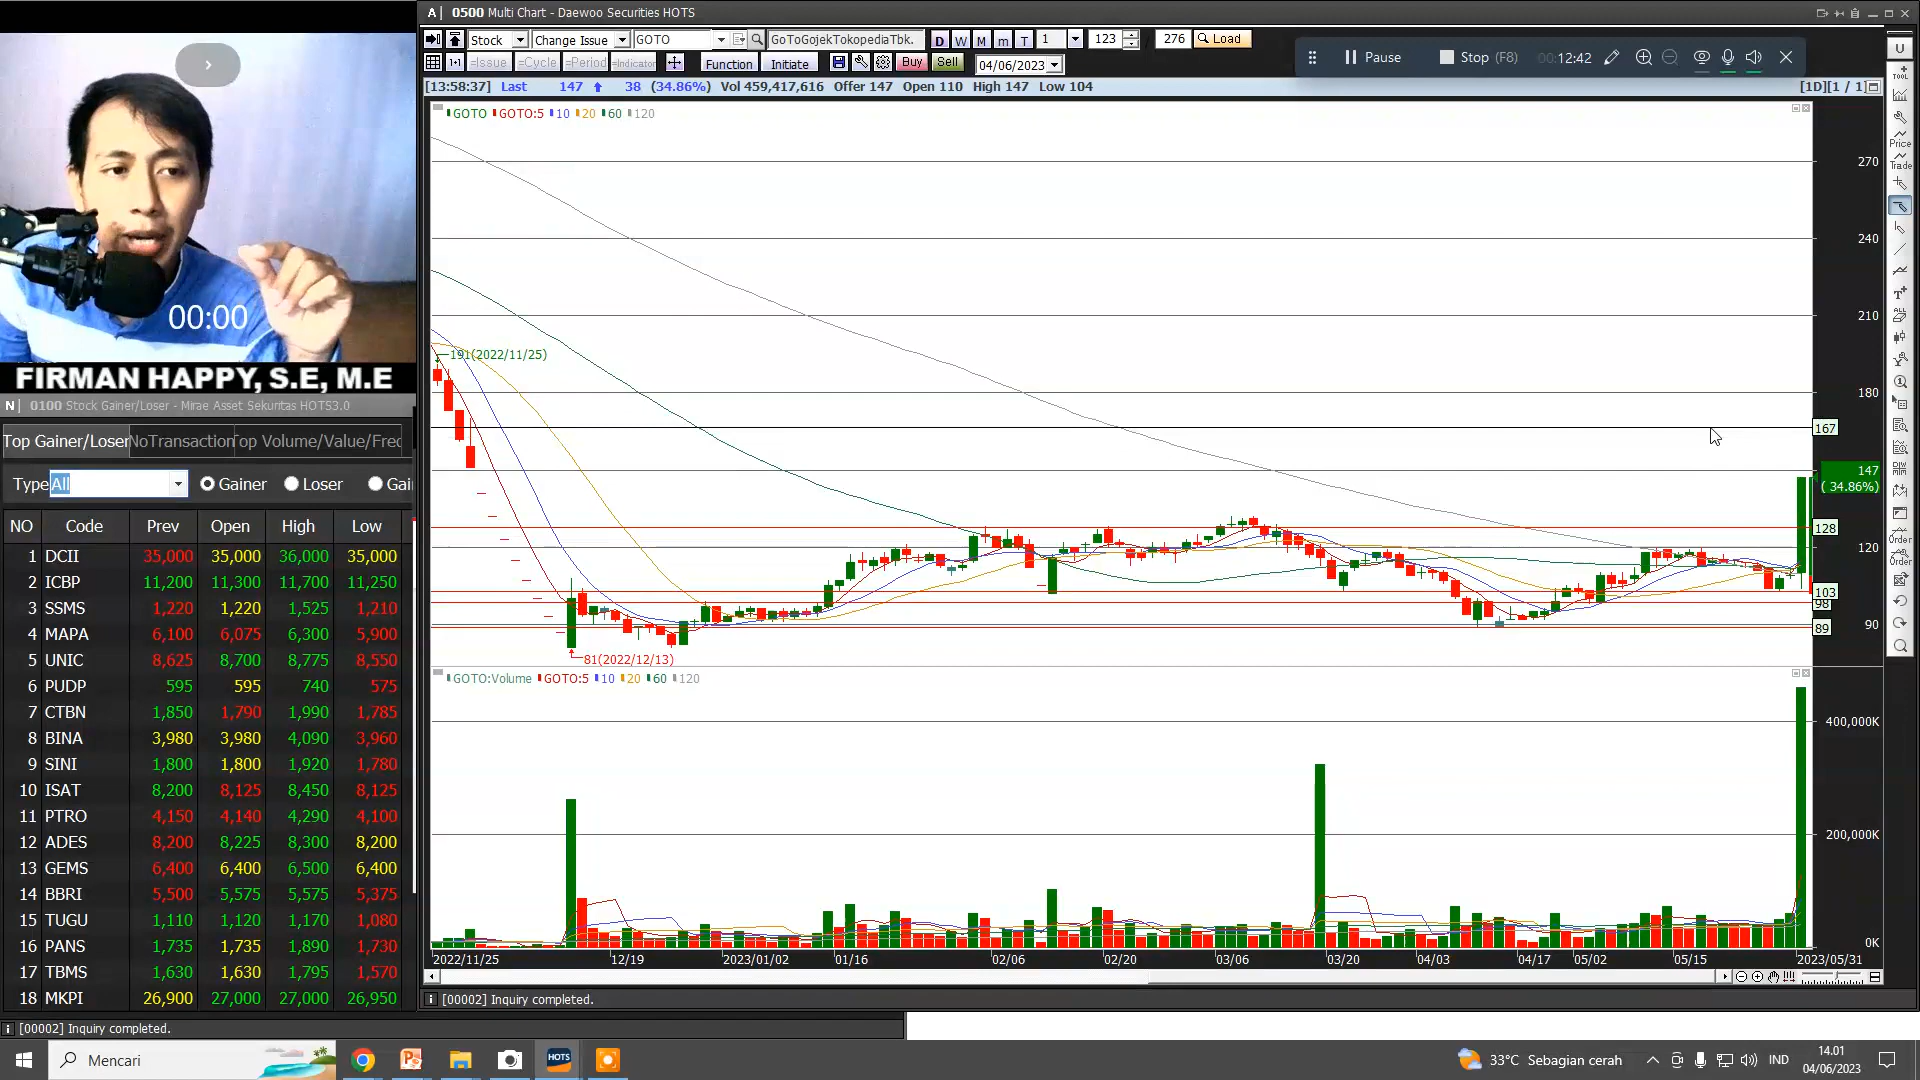 A| 0500 Multi Chart - Daewoo Securities HOTS
Stock Change Issue GOTO GoToGojekTokopediaTbk. D W M m T 1 123 276 Load
=Issue =Cycle =Period =Indicator Function Initiate Buy Sell 04/06/2023
Pause Stop (F8) 00:12:42
[13:58:37] Last 147 38 (34.86%) Vol 459,417,616 Offer 147 Open 110 High 147 Low 104 [1D][1 / 1]
GOTO GOTO:5 10 20 60 120
270
240
210
191(2022/11/25)
180
167
147
( 34.86%)
128
120
103
98
90
89
81(2022/12/13)
GOTO:Volume GOTO:5 10 20 60 120
400,000K
200,000K
0K
2022/11/25 12/19 2023/01/02 01/16 02/06 02/20 03/06 03/20 04/03 04/17 05/02 05/15 2023/05/31
[00002] Inquiry completed.
U
TOOL
Price
Trade
ALL
Order
Order
00:00
FIRMAN HAPPY, S.E, M.E
N| 0100 Stock Gainer/Loser - Mirae Asset Sekuritas HOTS3.0
Top Gainer/Loser NoTransaction Top Volume/Value/Frec
Type All Gainer Loser Gai
NO Code Prev Open High Low
1 DCII 35,000 35,000 36,000 35,000
2 ICBP 11,200 11,300 11,700 11,250
3 SSMS 1,220 1,220 1,525 1,210
4 MAPA 6,100 6,075 6,300 5,900
5 UNIC 8,625 8,700 8,775 8,550
6 PUDP 595 595 740 575
7 CTBN 1,850 1,790 1,990 1,785
8 BINA 3,980 3,980 4,090 3,960
9 SINI 1,800 1,800 1,920 1,780
10 ISAT 8,200 8,125 8,450 8,125
11 PTRO 4,150 4,140 4,290 4,100
12 ADES 8,200 8,225 8,300 8,200
13 GEMS 6,400 6,400 6,500 6,400
14 BBRI 5,500 5,575 5,575 5,375
15 TUGU 1,110 1,120 1,170 1,080
16 PANS 1,735 1,735 1,890 1,730
17 TBMS 1,630 1,630 1,795 1,570
18 MKPI 26,900 27,000 27,000 26,950
[00002] Inquiry completed.
Mencari HOTS 33°C Sebagian cerah IND 14.01
04/06/2023